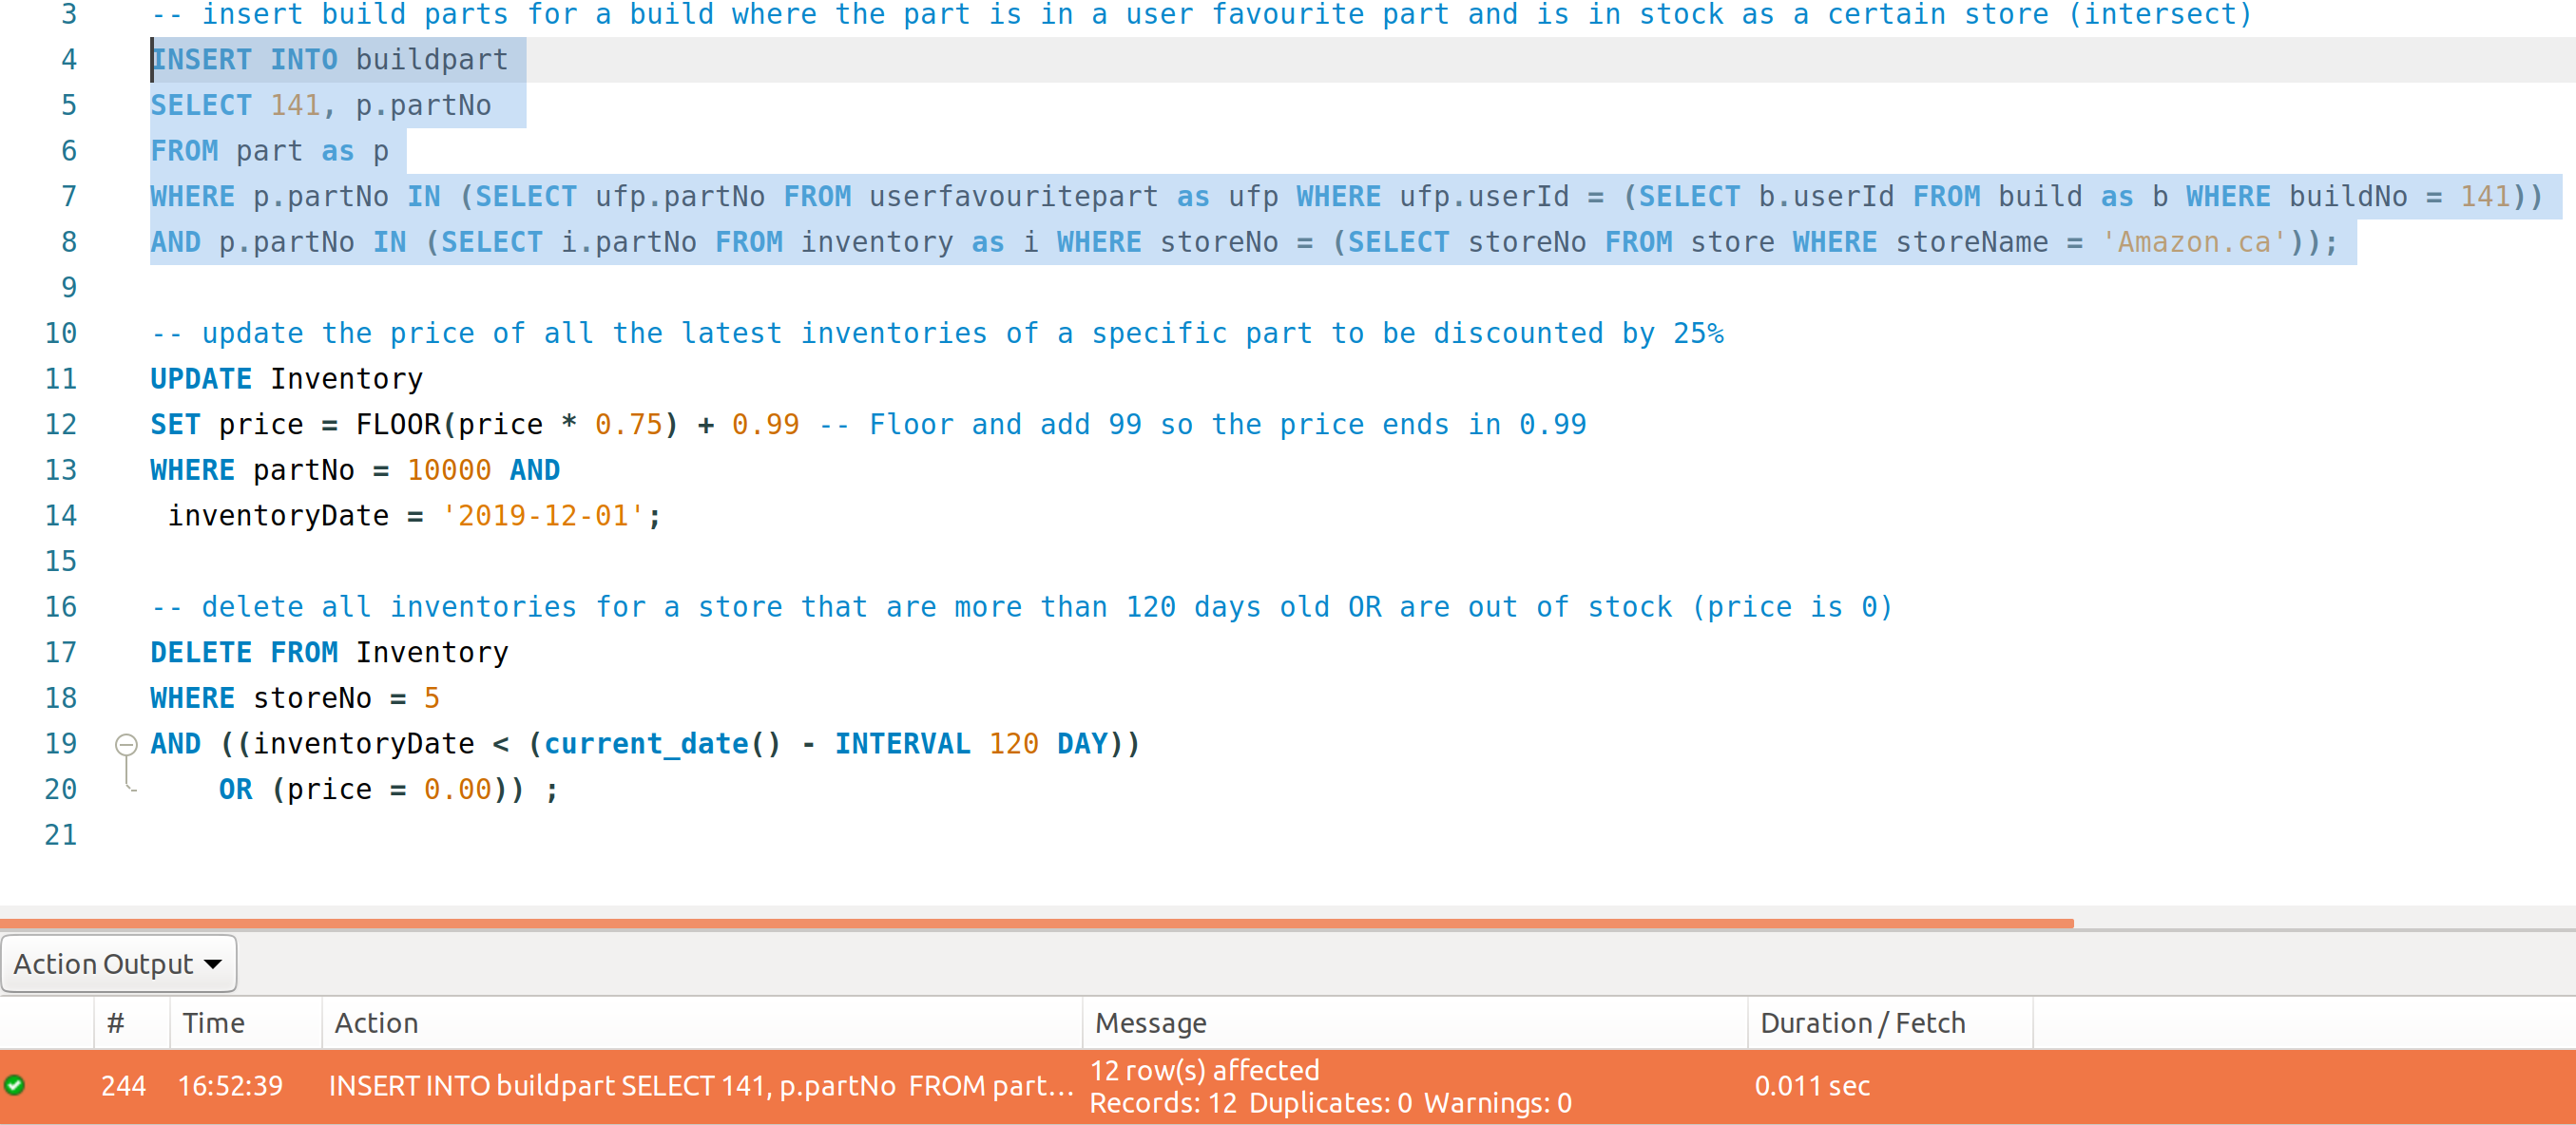 3 -- insert build parts for a build where the part is in a user favourite part and is in stock as a certain store (intersect)
4 INSERT INTO buildpart
5 SELECT 141, p.partNo
6 FROM part as p
7 WHERE p.partNo IN (SELECT ufp.partNo FROM userfavouritepart as ufp WHERE ufp.userId = (SELECT b.userId FROM build as b WHERE buildNo = 141))
8 AND p.partNo IN (SELECT i.partNo FROM inventory as i WHERE storeNo = (SELECT storeNo FROM store WHERE storeName = 'Amazon.ca'));
9
10 -- update the price of all the latest inventories of a specific part to be discounted by 25%
11 UPDATE Inventory
12 SET price = FLOOR(price * 0.75) + 0.99 -- Floor and add 99 so the price ends in 0.99
13 WHERE partNo = 10000 AND
14  inventoryDate = '2019-12-01';
15
16 -- delete all inventories for a store that are more than 120 days old OR are out of stock (price is 0)
17 DELETE FROM Inventory
18 WHERE storeNo = 5
19 AND ((inventoryDate < (current_date() - INTERVAL 120 DAY))
20     OR (price = 0.00)) ;
21
Action Output
# Time Action Message Duration / Fetch
244 16:52:39 INSERT INTO buildpart SELECT 141, p.partNo  FROM part... 12 row(s) affected
Records: 12  Duplicates: 0  Warnings: 0 0.011 sec